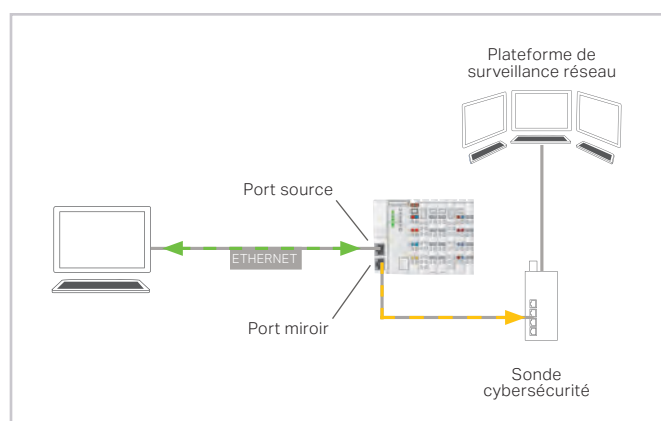 Plateforme de
surveillance réseau
Port source
ETHERNET
Port miroir
Sonde
cybersécurité